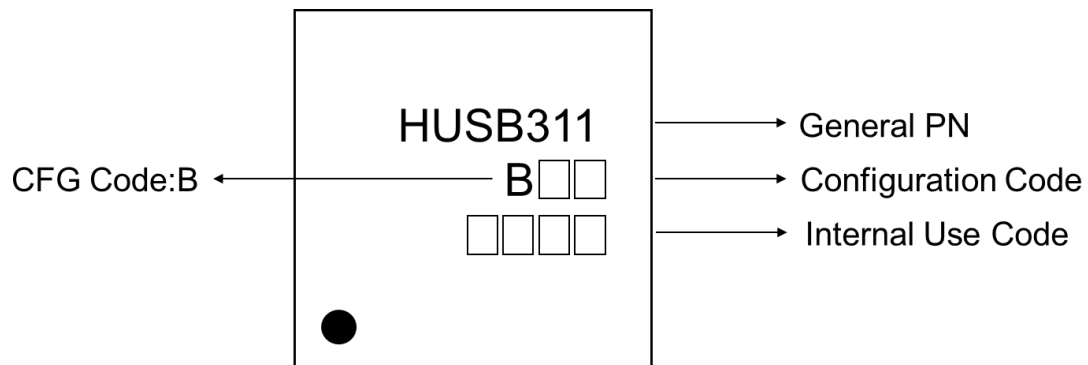 HUSB311
General PN
CFG Code:B
B□□
Configuration Code
□□□□
Internal Use Code